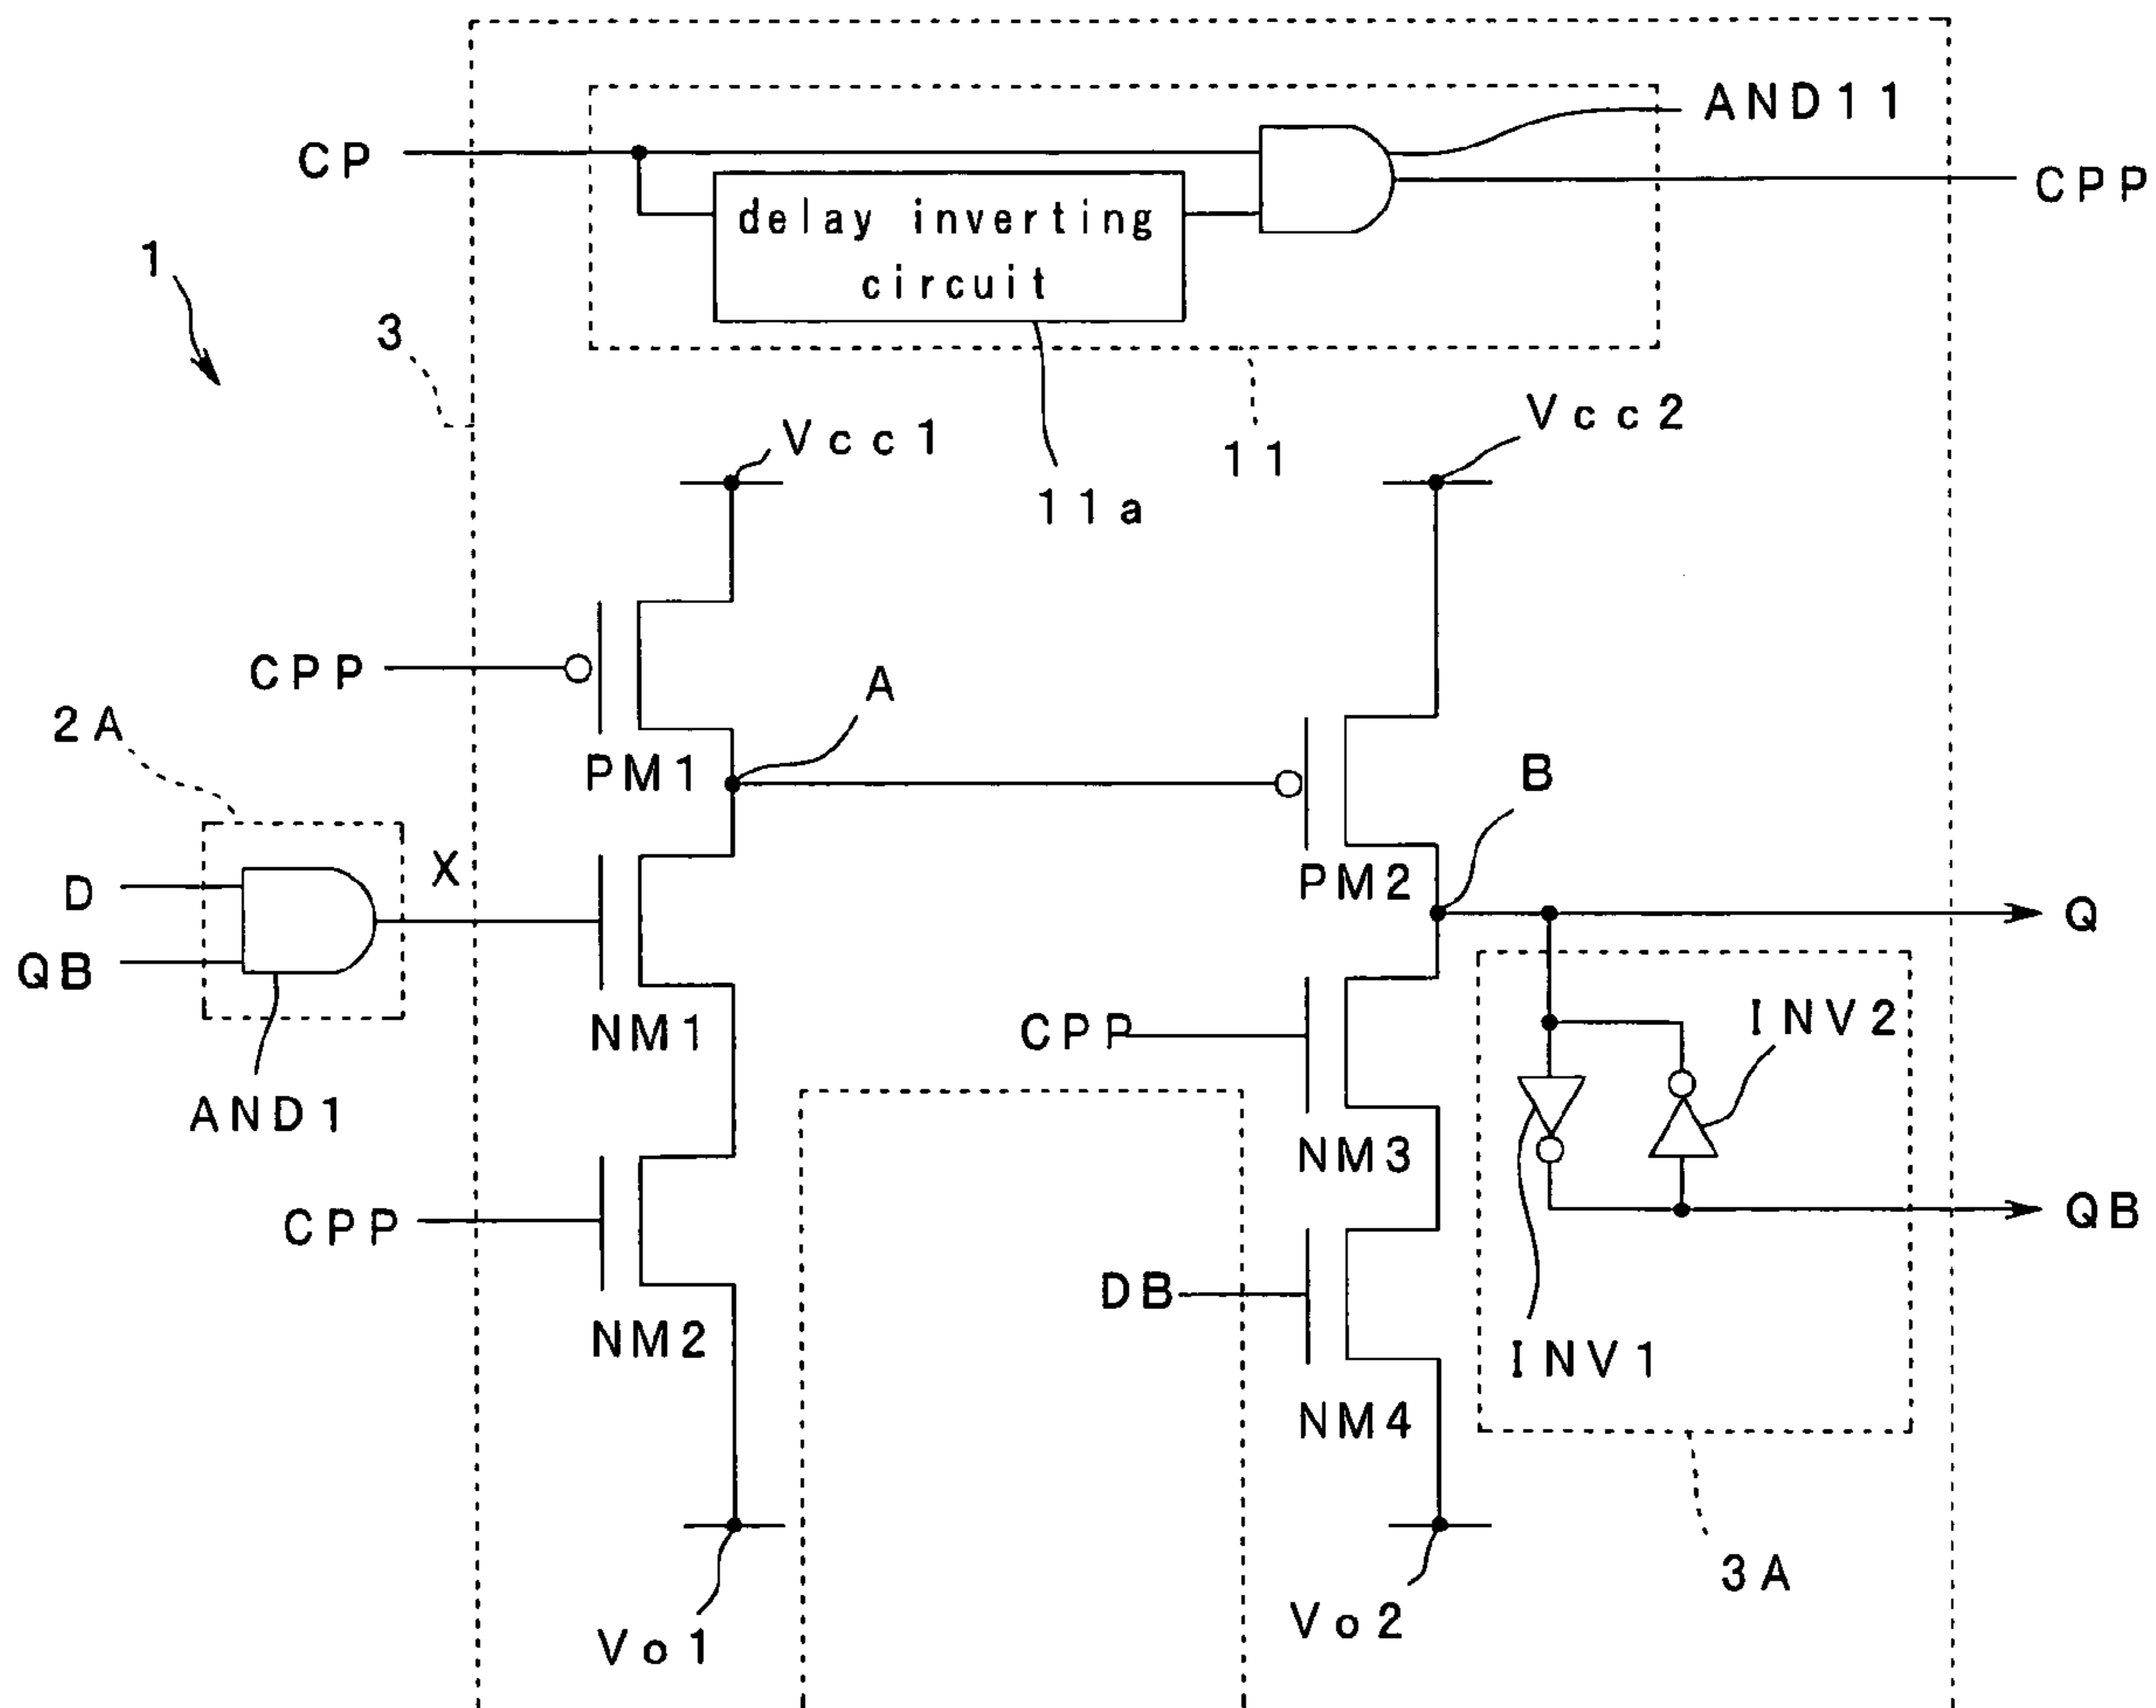 AND11
CP
CPP
delay inverting
circuit
1
3
Vcc1
Vcc2
11
11a
CPP
A
2A
PM1
B
X
PM2
D
Q
QB
NM1
CPP
INV2
AND1
NM3
CPP
QB
DB
NM2
INV1
NM4
3A
Vo1
Vo2